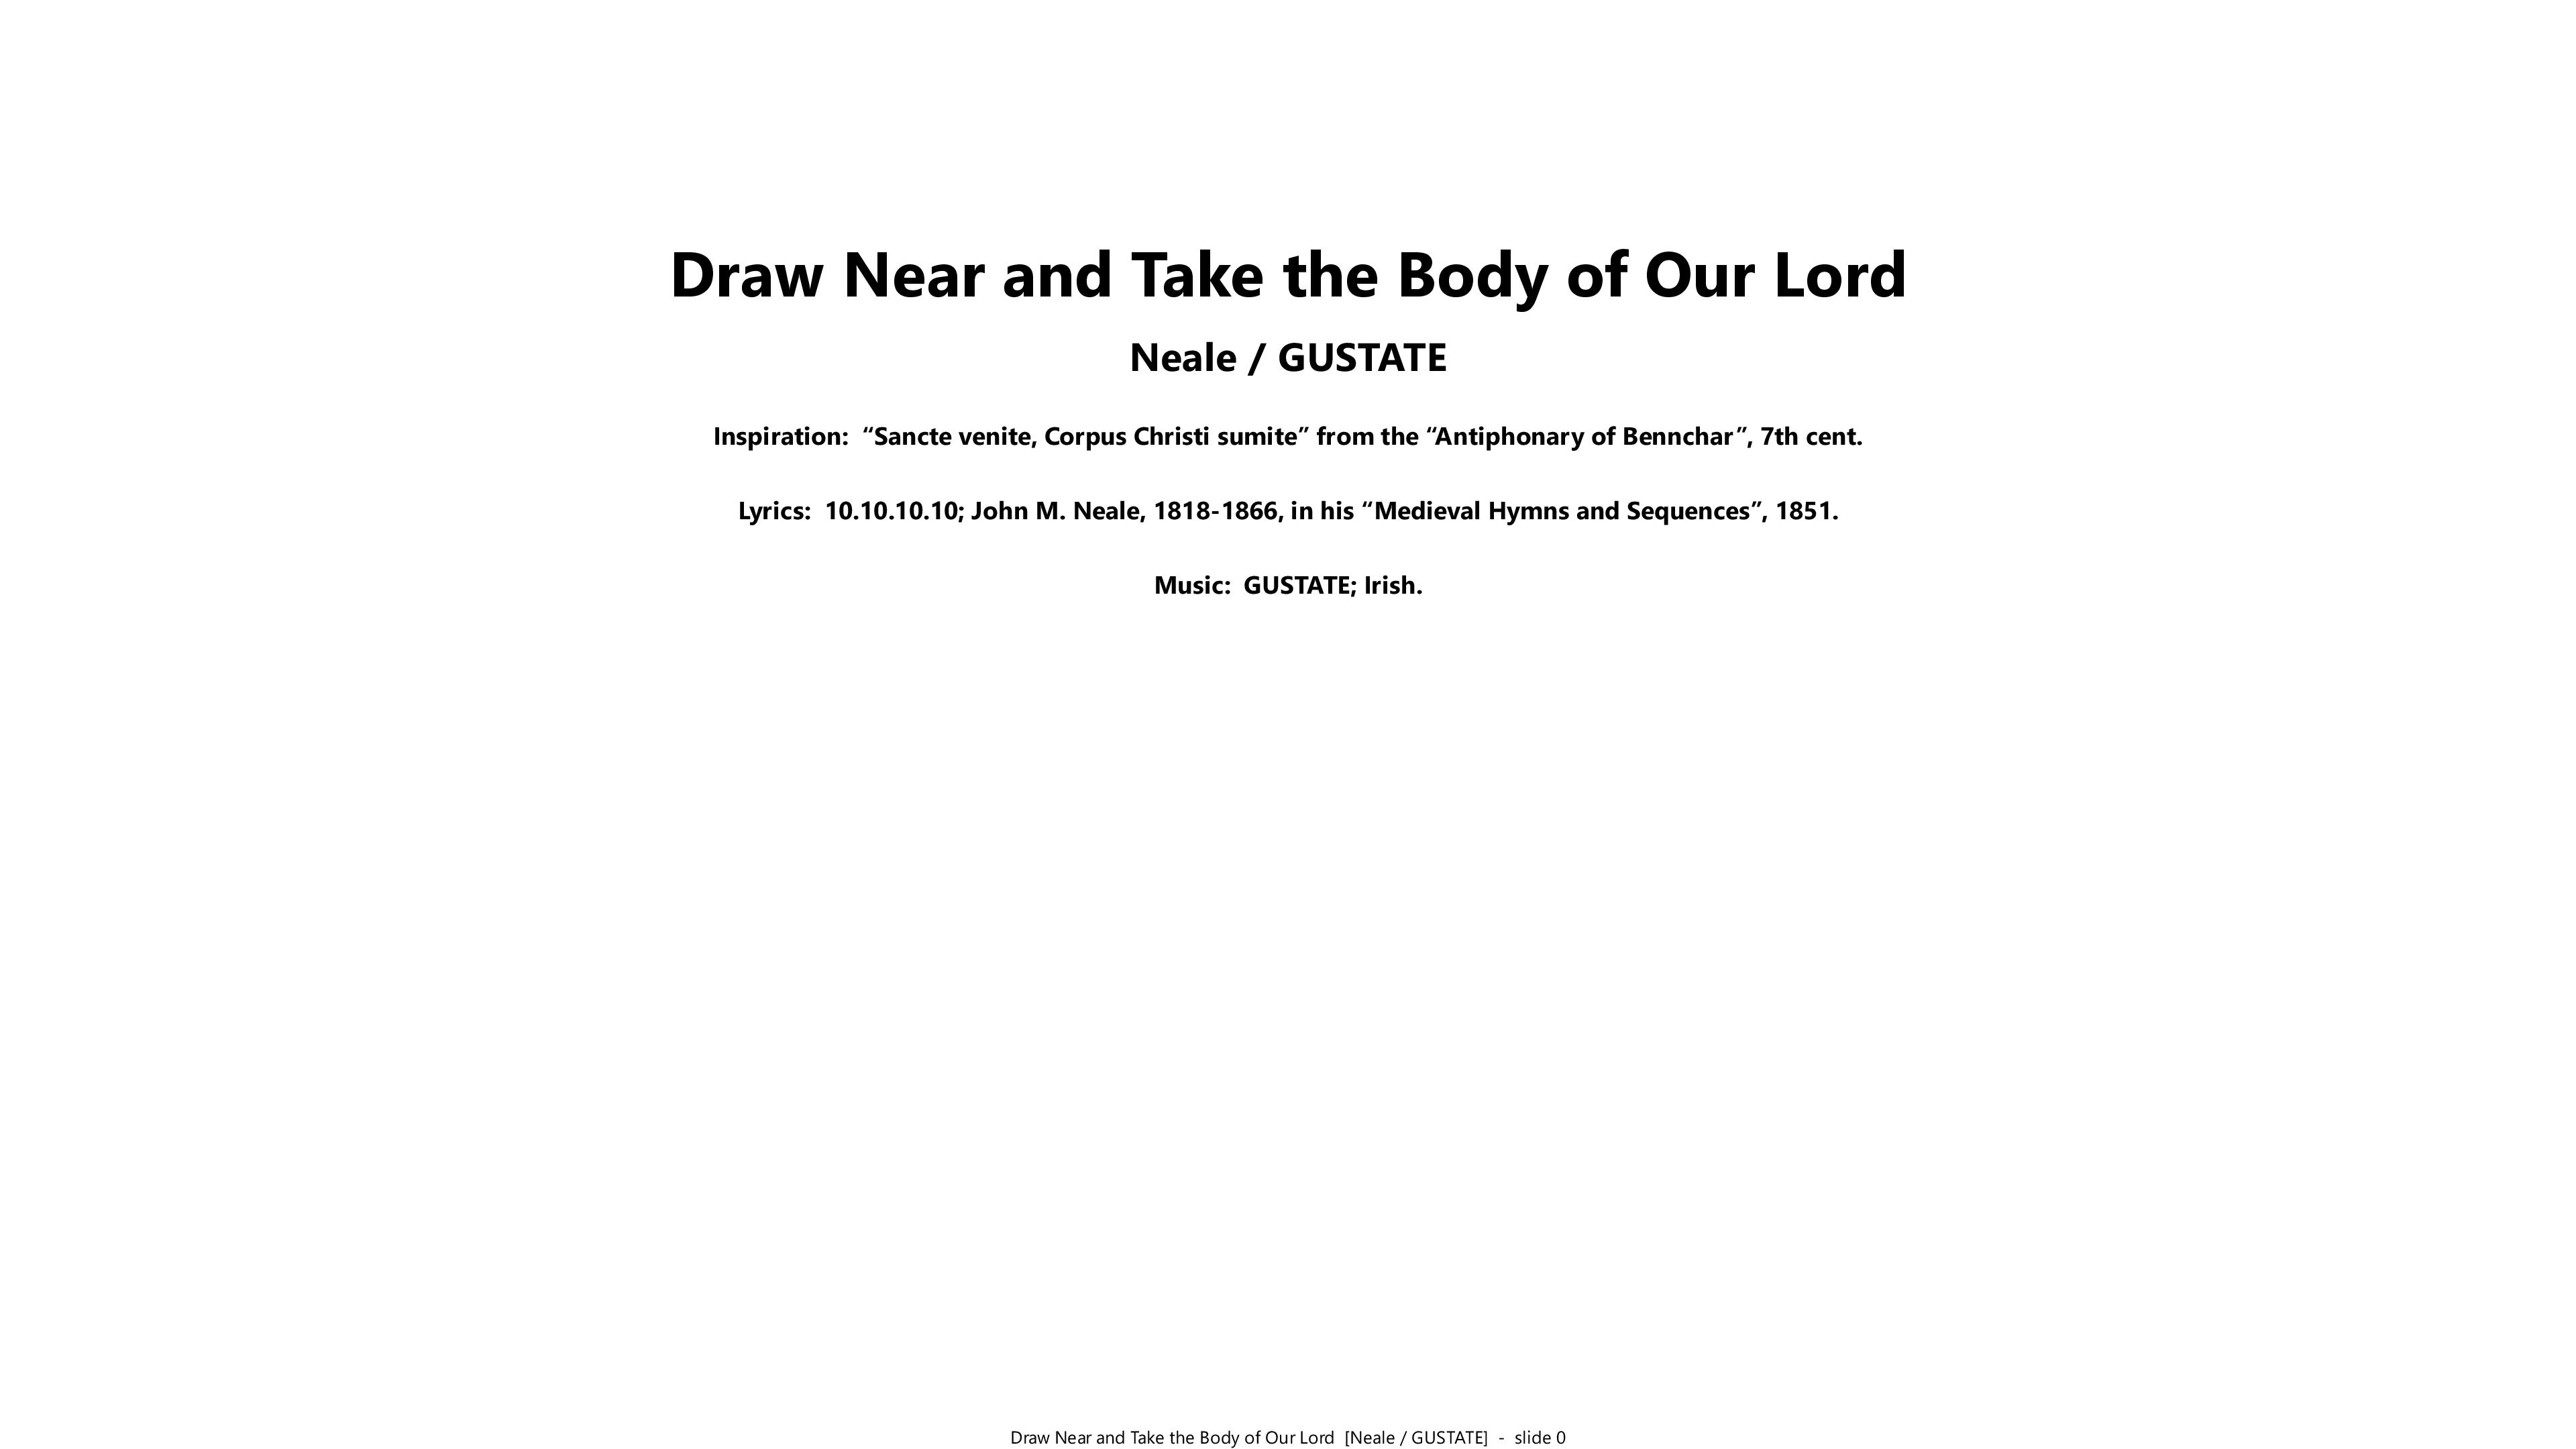 Draw Near and Take the Body of Our Lord
Neale / GUSTATE
Inspiration:  “Sancte venite, Corpus Christi sumite” from the “Antiphonary of Bennchar”, 7th cent.
Lyrics:  10.10.10.10; John M. Neale, 1818-1866, in his “Medieval Hymns and Sequences”, 1851.
Music:  GUSTATE; Irish.
Draw Near and Take the Body of Our Lord  [Neale / GUSTATE]  -  slide 0